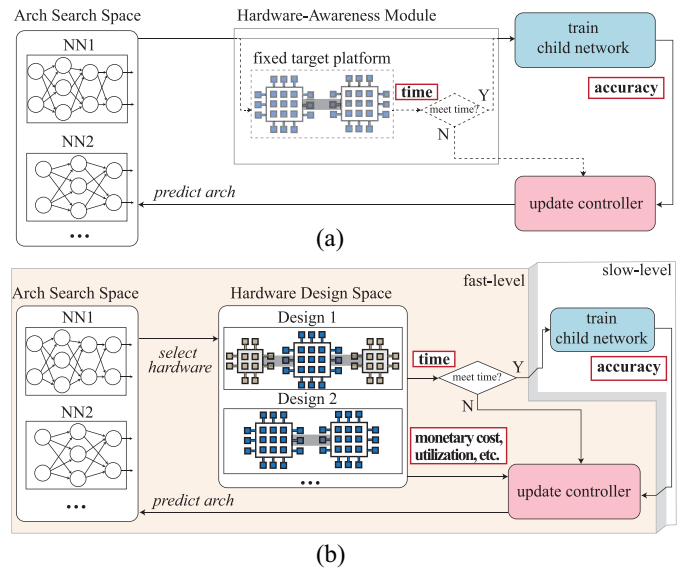 Arch Search Space
Hardware-Awareness Module
NN1
fixed target platform
time
meet time?
Y
N
train
child network
accuracy
NN2
predict arch
update controller
•••
(a)
fast-level
slow-level
Arch Search Space
Hardware Design Space
NN1
Design 1
select
hardware
time
meet time?
Y
N
train
child network
accuracy
NN2
Design 2
monetary cost,
utilization, etc.
update controller
•••
•••
predict arch
(b)